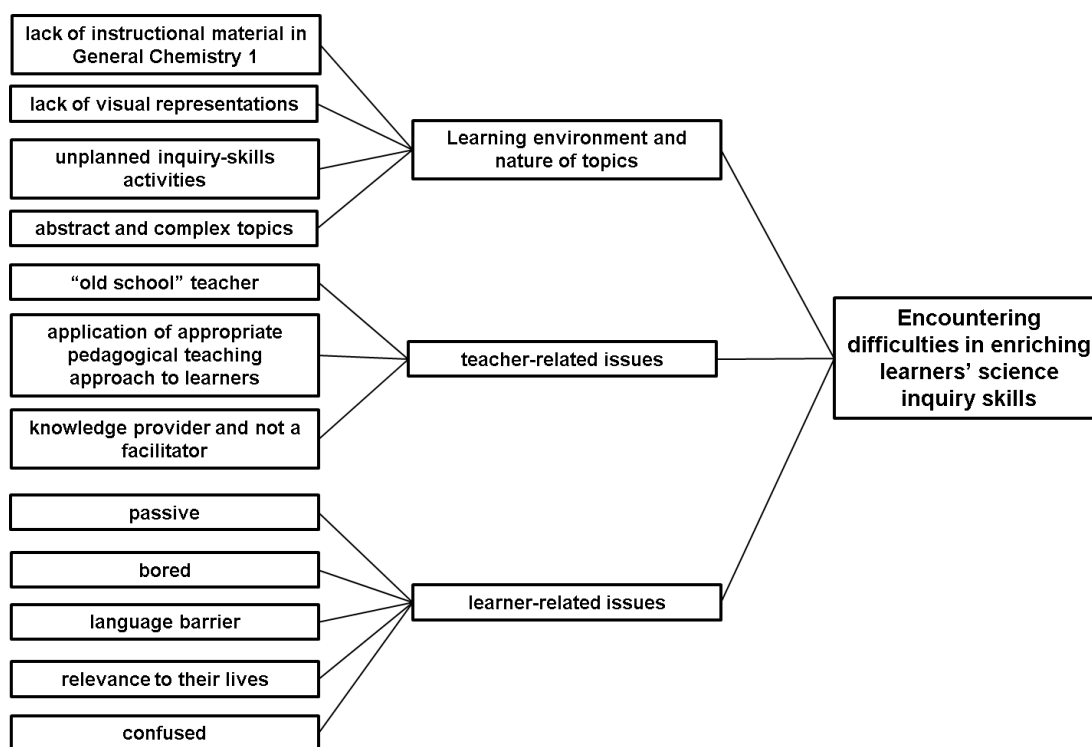 lack of instructional material in
General Chemistry 1
lack of visual representations
unplanned inquiry-skills
activities
abstract and complex topics
“old school” teacher
application of appropriate
pedagogical teaching
approach to learners
knowledge provider and not a
facilitator
passive
bored
language barrier
relevance to their lives
confused
Learning environment and
nature of topics
teacher-related issues
learner-related issues
Encountering
difficulties in enriching
learners’ science
inquiry skills